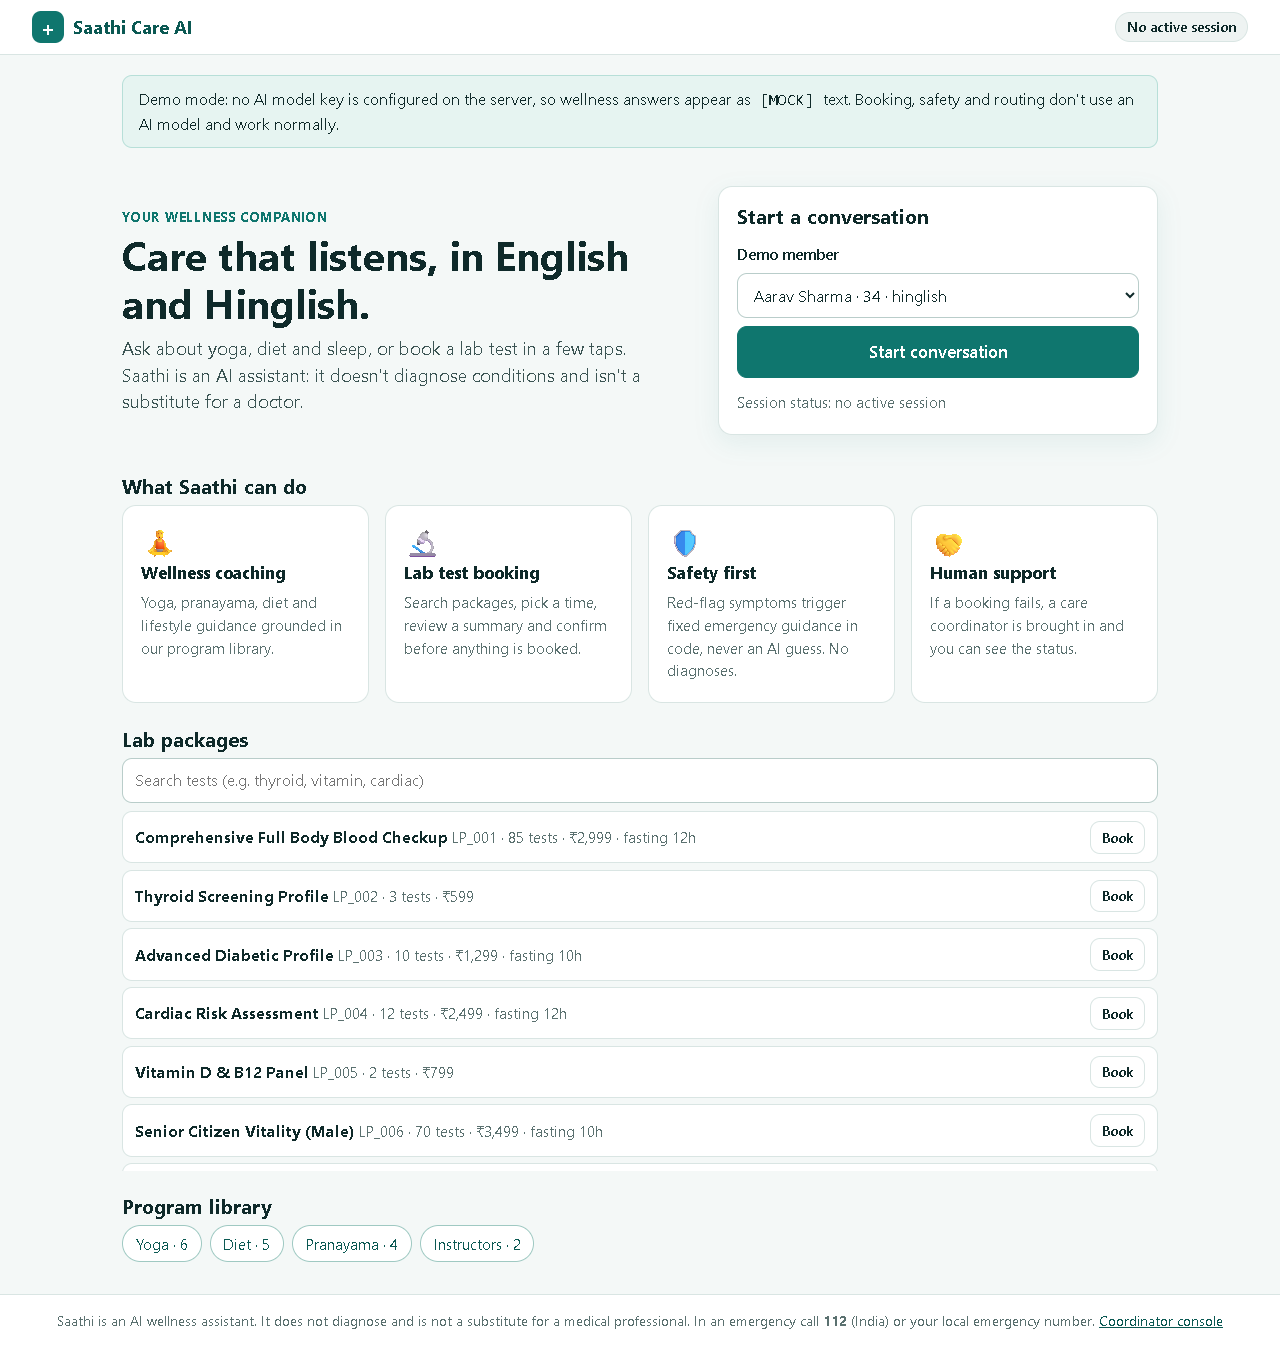 + Saathi Care AI
No active session
Demo mode: no AI model key is configured on the server, so wellness answers appear as [MOCK] text. Booking, safety and routing don't use an
AI model and work normally.
YOUR WELLNESS COMPANION
Care that listens, in English
and Hinglish.
Ask about yoga, diet and sleep, or book a lab test in a few taps.
Saathi is an AI assistant: it doesn't diagnose conditions and isn't a
substitute for a doctor.
Start a conversation
Demo member
Aarav Sharma · 34 · hinglish
Start conversation
Session status: no active session
What Saathi can do
Wellness coaching
Yoga, pranayama, diet and
lifestyle guidance grounded in
our program library.
Lab test booking
Search packages, pick a time,
review a summary and confirm
before anything is booked.
Safety first
Red-flag symptoms trigger
fixed emergency guidance in
code, never an AI guess. No
diagnoses.
Human support
If a booking fails, a care
coordinator is brought in and
you can see the status.
Lab packages
Search tests (e.g. thyroid, vitamin, cardiac)
Comprehensive Full Body Blood Checkup LP_001 · 85 tests · ₹2,999 · fasting 12h
Book
Thyroid Screening Profile LP_002 · 3 tests · ₹599
Book
Advanced Diabetic Profile LP_003 · 10 tests · ₹1,299 · fasting 10h
Book
Cardiac Risk Assessment LP_004 · 12 tests · ₹2,499 · fasting 12h
Book
Vitamin D & B12 Panel LP_005 · 2 tests · ₹799
Book
Senior Citizen Vitality (Male) LP_006 · 70 tests · ₹3,499 · fasting 10h
Book
Program library
Yoga · 6
Diet · 5
Pranayama · 4
Instructors · 2
Saathi is an AI wellness assistant. It does not diagnose and is not a substitute for a medical professional. In an emergency call 112 (India) or your local emergency number. Coordinator console